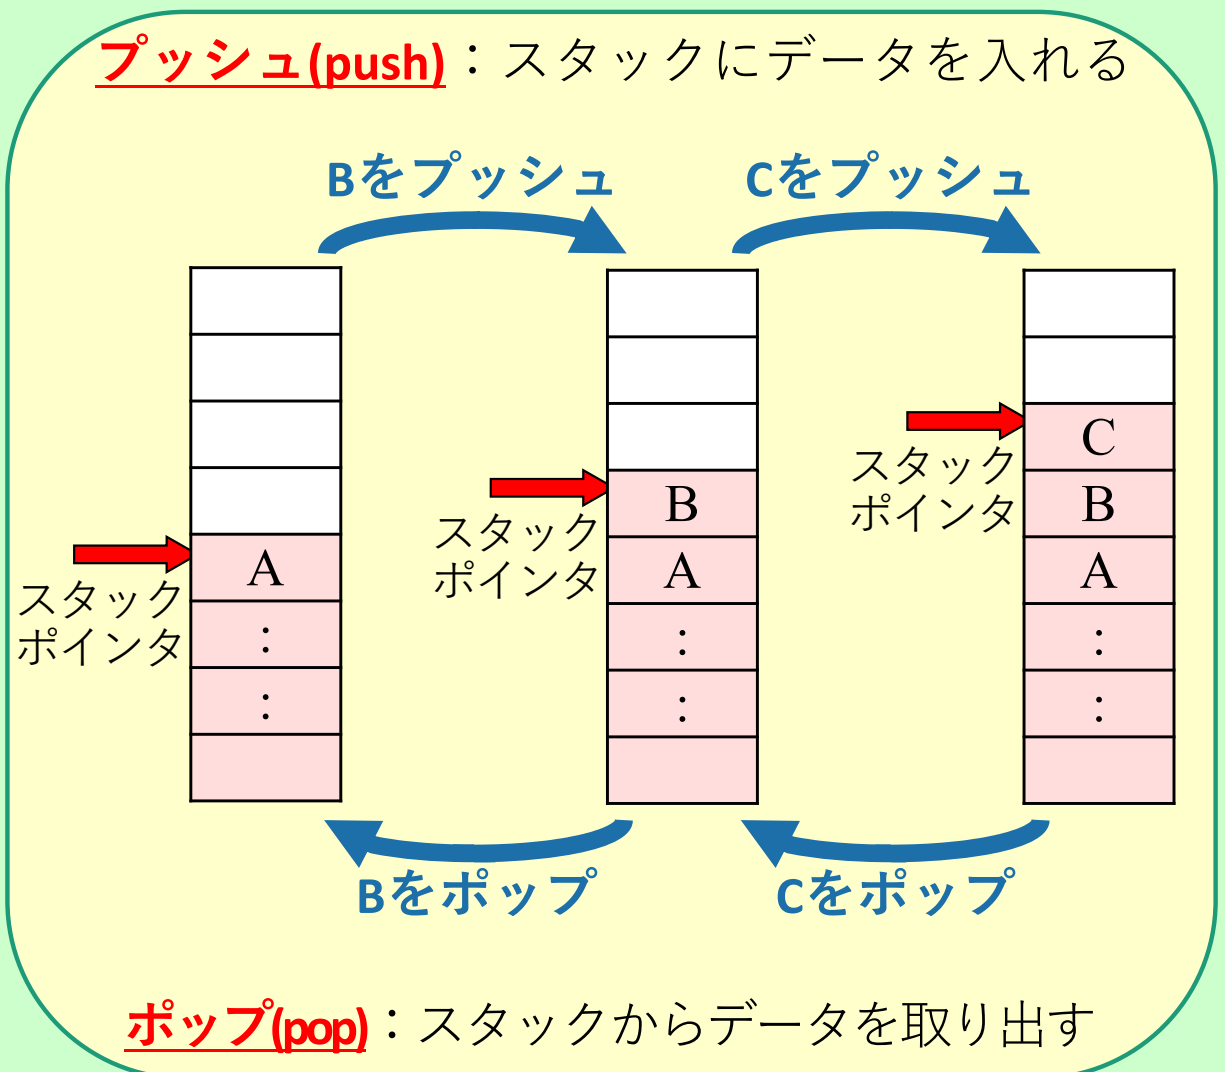 プッシュ(push)：スタックにデータを入れる
Bをプッシュ
Cをプッシュ
A
:
:
スタック
ポインタ
B
A
:
:
スタック
ポインタ
C
B
A
:
:
スタック
ポインタ
Bをポップ
Cをポップ
ポップ(pop)：スタックからデータを取り出す